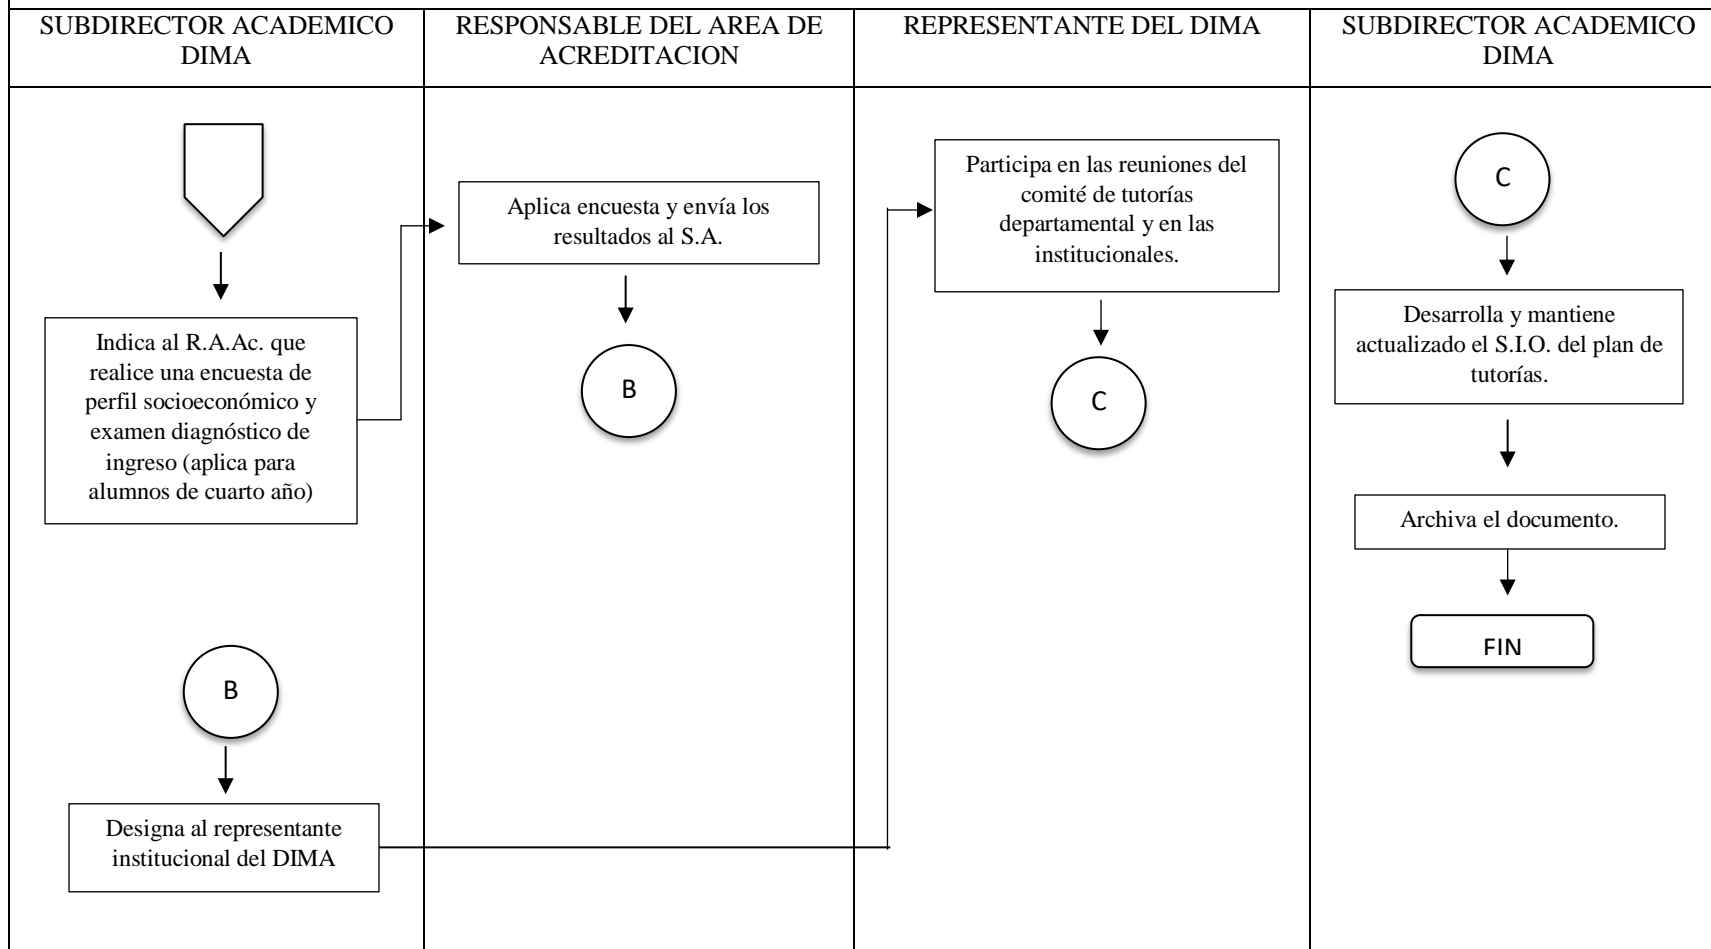 SUBDIRECTOR ACADEMICO
DIMA
RESPONSABLE DEL AREA DE
ACREDITACION
REPRESENTANTE DEL DIMA
SUBDIRECTOR ACADEMICO
DIMA
Indica al R.A.Ac. que
realice una encuesta de
perfil socioeconómico y
examen diagnóstico de
ingreso (aplica para
alumnos de cuarto año)
B
Designa al representante
institucional del DIMA
Aplica encuesta y envía los
resultados al S.A.
B
Participa en las reuniones del
comité de tutorías
departamental y en las
institucionales.
C
C
Desarrolla y mantiene
actualizado el S.I.O. del plan de
tutorías.
Archiva el documento.
FIN